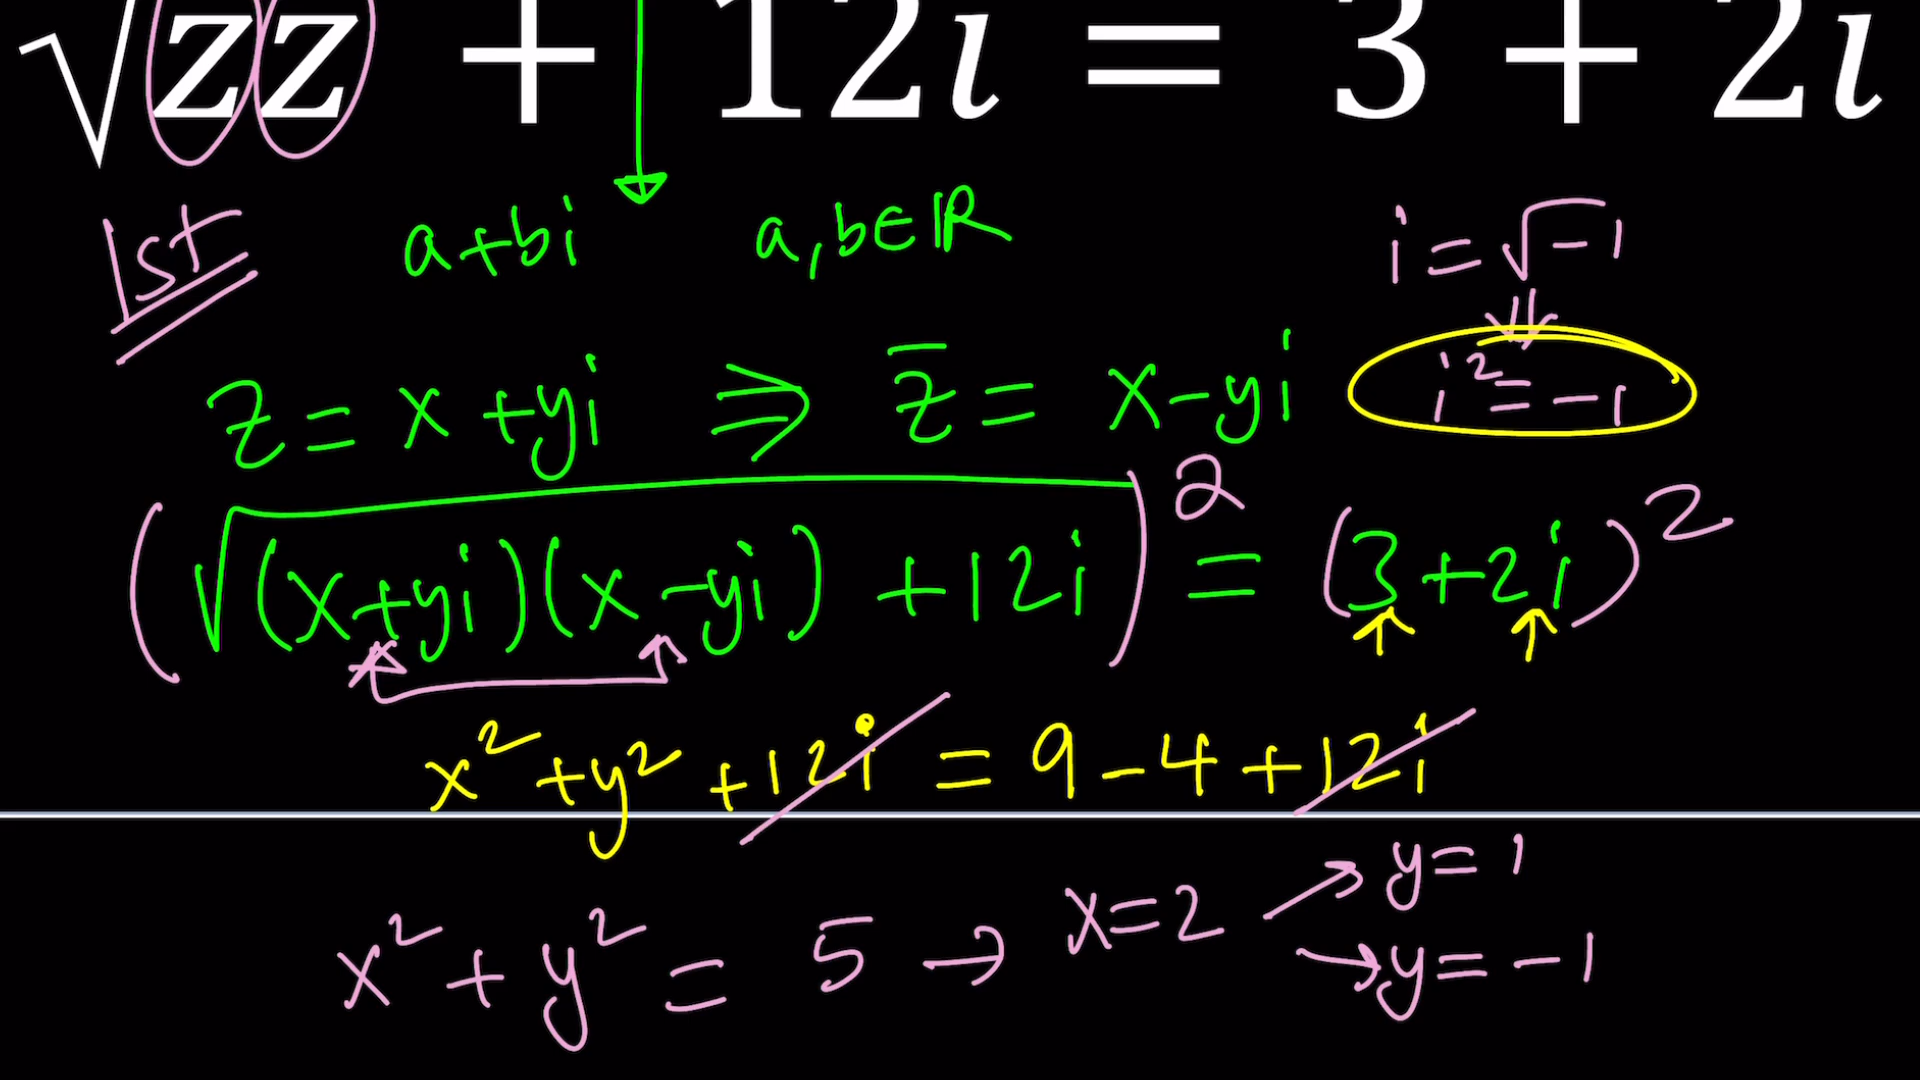 √zz + 12i = 3 + 2i
1st a+bi a,b∈ℝ i=√-1
z=x+yi ⇒ z̅=x-yi i²=-1
(√(x+yi)(x-yi)+12i)² = (3+2i)²
x²+y²+12i=9-4+12i
x²+y²=5→x=2 →y=1
→y=-1